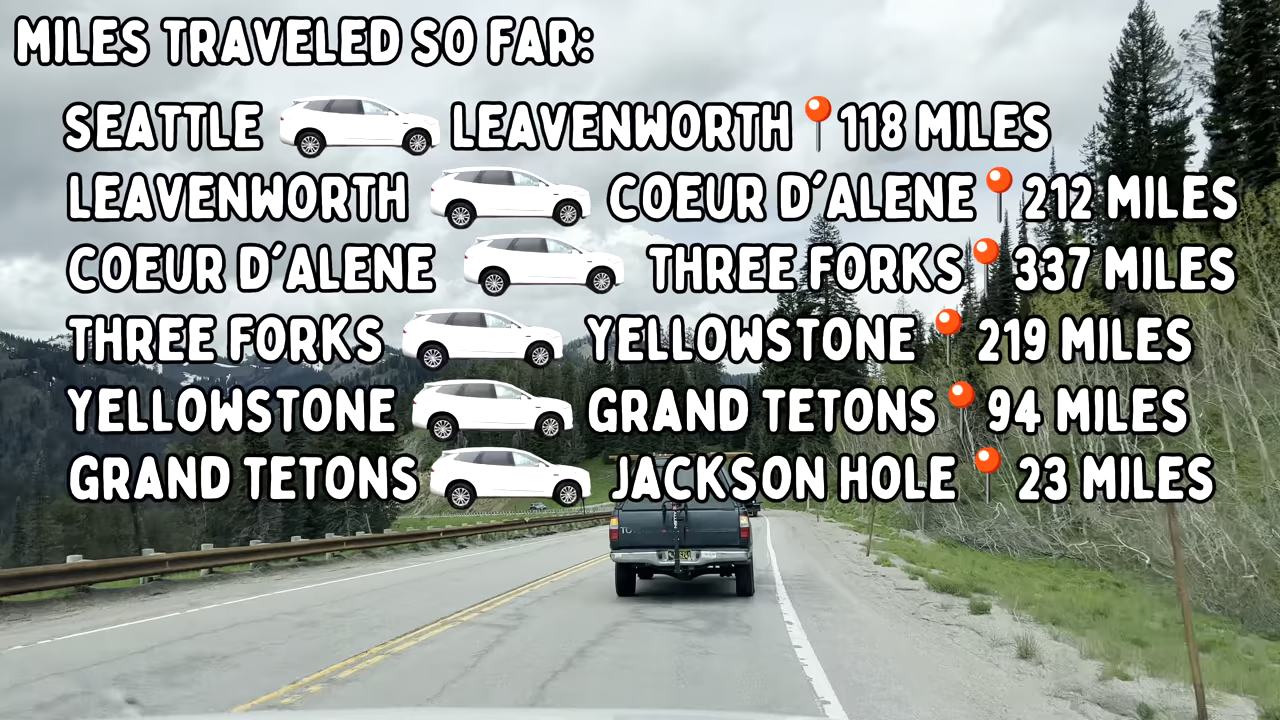 MILES TRAVELED SO FAR:
SEATTLE LEAVENWORTH 118 MILES
LEAVENWORTH COEUR D'ALENE 212 MILES
COEUR D'ALENE THREE FORKS 337 MILES
THREE FORKS YELLOWSTONE 219 MILES
YELLOWSTONE GRAND TETONS 94 MILES
GRAND TETONS JACKSON HOLE 23 MILES